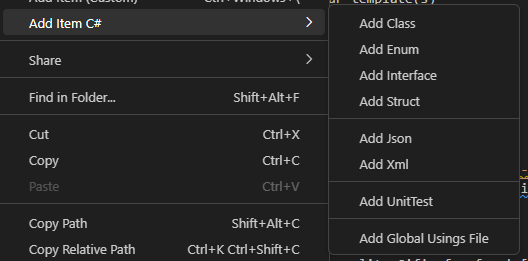 Add Item C#
Share
Find in Folder... Shift+Alt+F
Cut Ctrl+X
Copy Ctrl+C
Paste Ctrl+V
Copy Path Shift+Alt+C
Copy Relative Path Ctrl+K Ctrl+Shift+C
Add Class
Add Enum
Add Interface
Add Struct
Add Json
Add Xml
Add UnitTest
Add Global Usings File